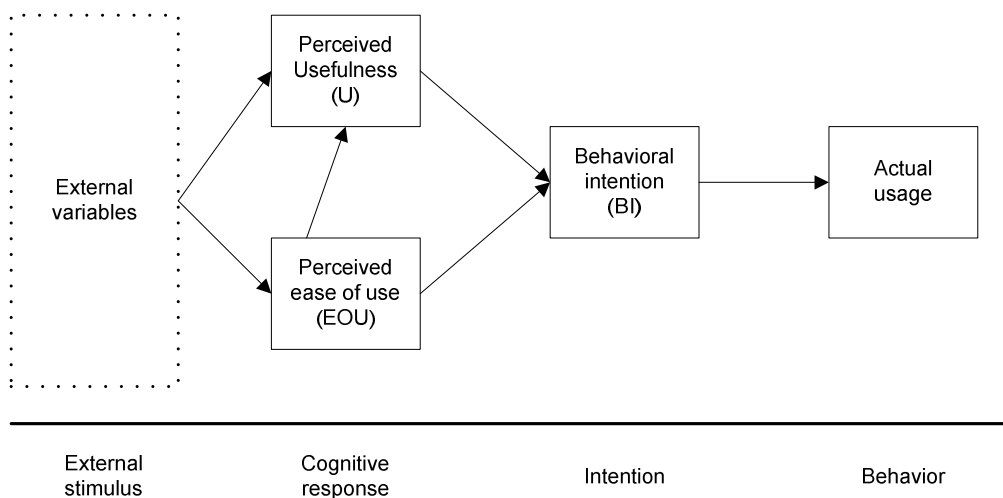 Perceived
Usefulness
(U)
External
variables
Behavioral
intention
(BI)
Actual
usage
Perceived
ease of use
(EOU)
External
stimulus
Cognitive
response
Intention
Behavior